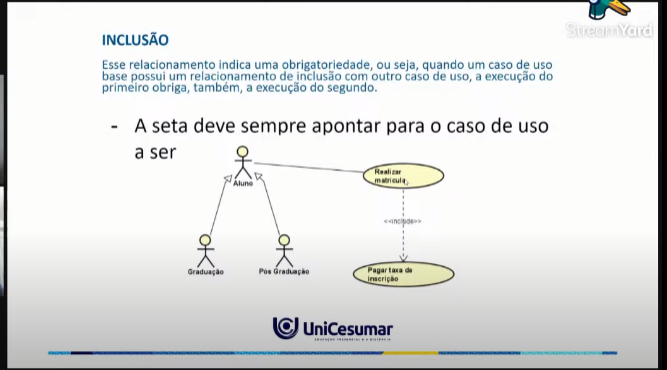 StreamYard
INCLUSÃO
Esse relacionamento indica uma obrigatoriedade, ou seja, quando um caso de uso
base possui um relacionamento de inclusão com outro caso de uso, a execução do
primeiro obriga, também, a execução do segundo.
- A seta deve sempre apontar para o caso de uso
a ser
Realizar
matricula
Aluno
<<include>>
Graduação
Pós Graduação
Pagar taxa de
inscrição
UniCesumar
EDUCAÇÃO PRESENCIAL E A DISTÂNCIA